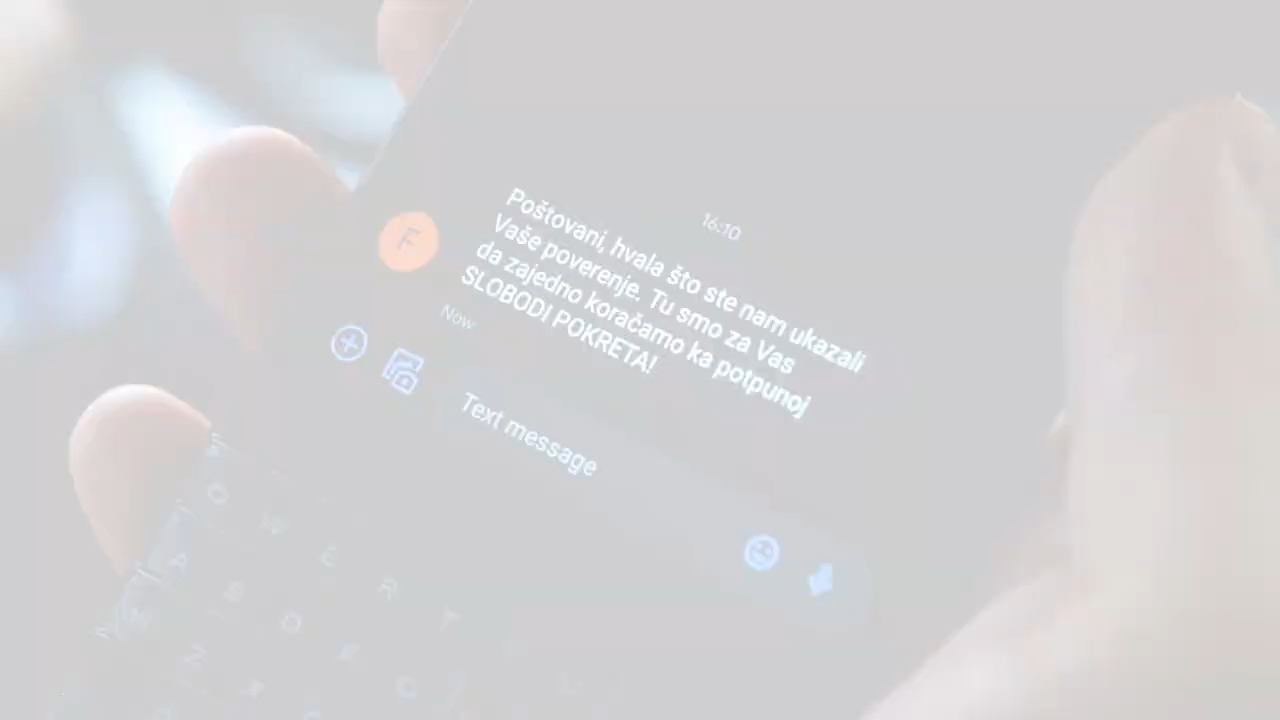 16:10
F
Poštovani, hvala što ste nam ukazali
Vaše poverenje. Tu smo za Vas
da zajedno koračamo ka potpunoj
SLOBODI POKRETA!
Now
Text message
Q W E R T
A S D F
Z X C